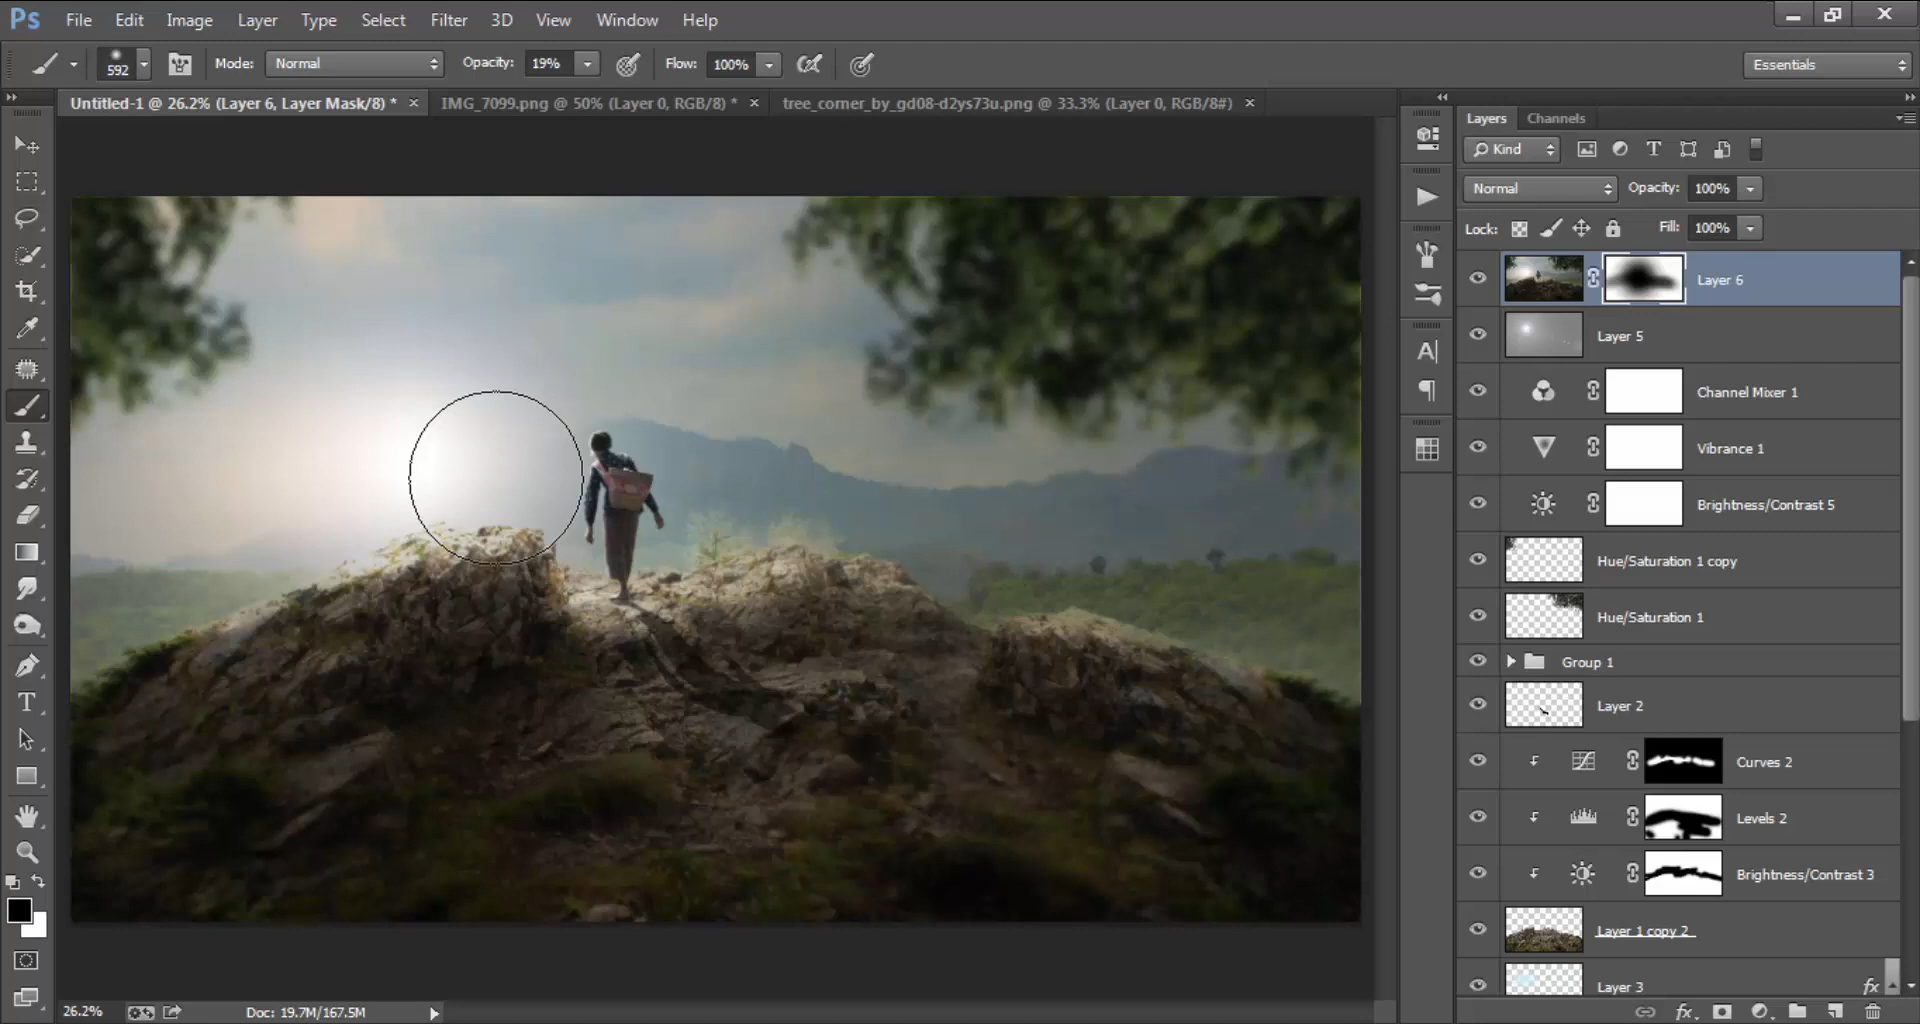 Ps File Edit Image Layer Type Select Filter 3D View Window Help
592 Mode: Normal Opacity: 19% Flow: 100% Essentials
Untitled-1 @ 26.2% (Layer 6, Layer Mask/8) * × IMG_7099.png @ 50% (Layer 0, RGB/8) * × tree_corner_by_gd08-d2ys73u.png @ 33.3% (Layer 0, RGB/8#) ×
Layers Channels
Kind
Normal Opacity: 100%
Lock: Fill: 100%
Layer 6
Layer 5
Channel Mixer 1
Vibrance 1
Brightness/Contrast 5
Hue/Saturation 1 copy
Hue/Saturation 1
Group 1
Layer 2
Curves 2
Levels 2
Brightness/Contrast 3
Layer 1 copy 2
Layer 3 fx
26.2% Doc: 19.7M/167.5M fx